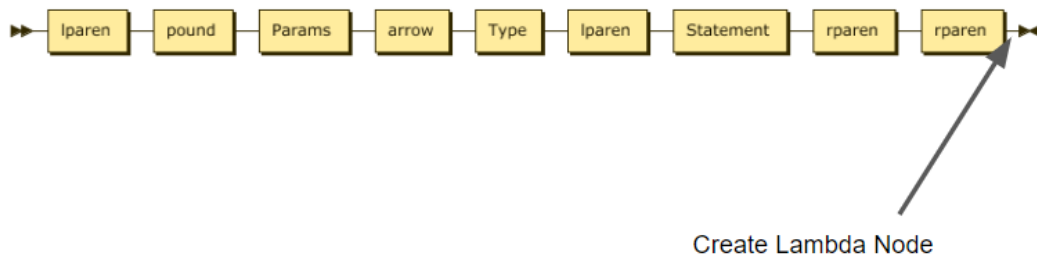 lparen pound Params arrow Type lparen Statement rparen rparen
Create Lambda Node